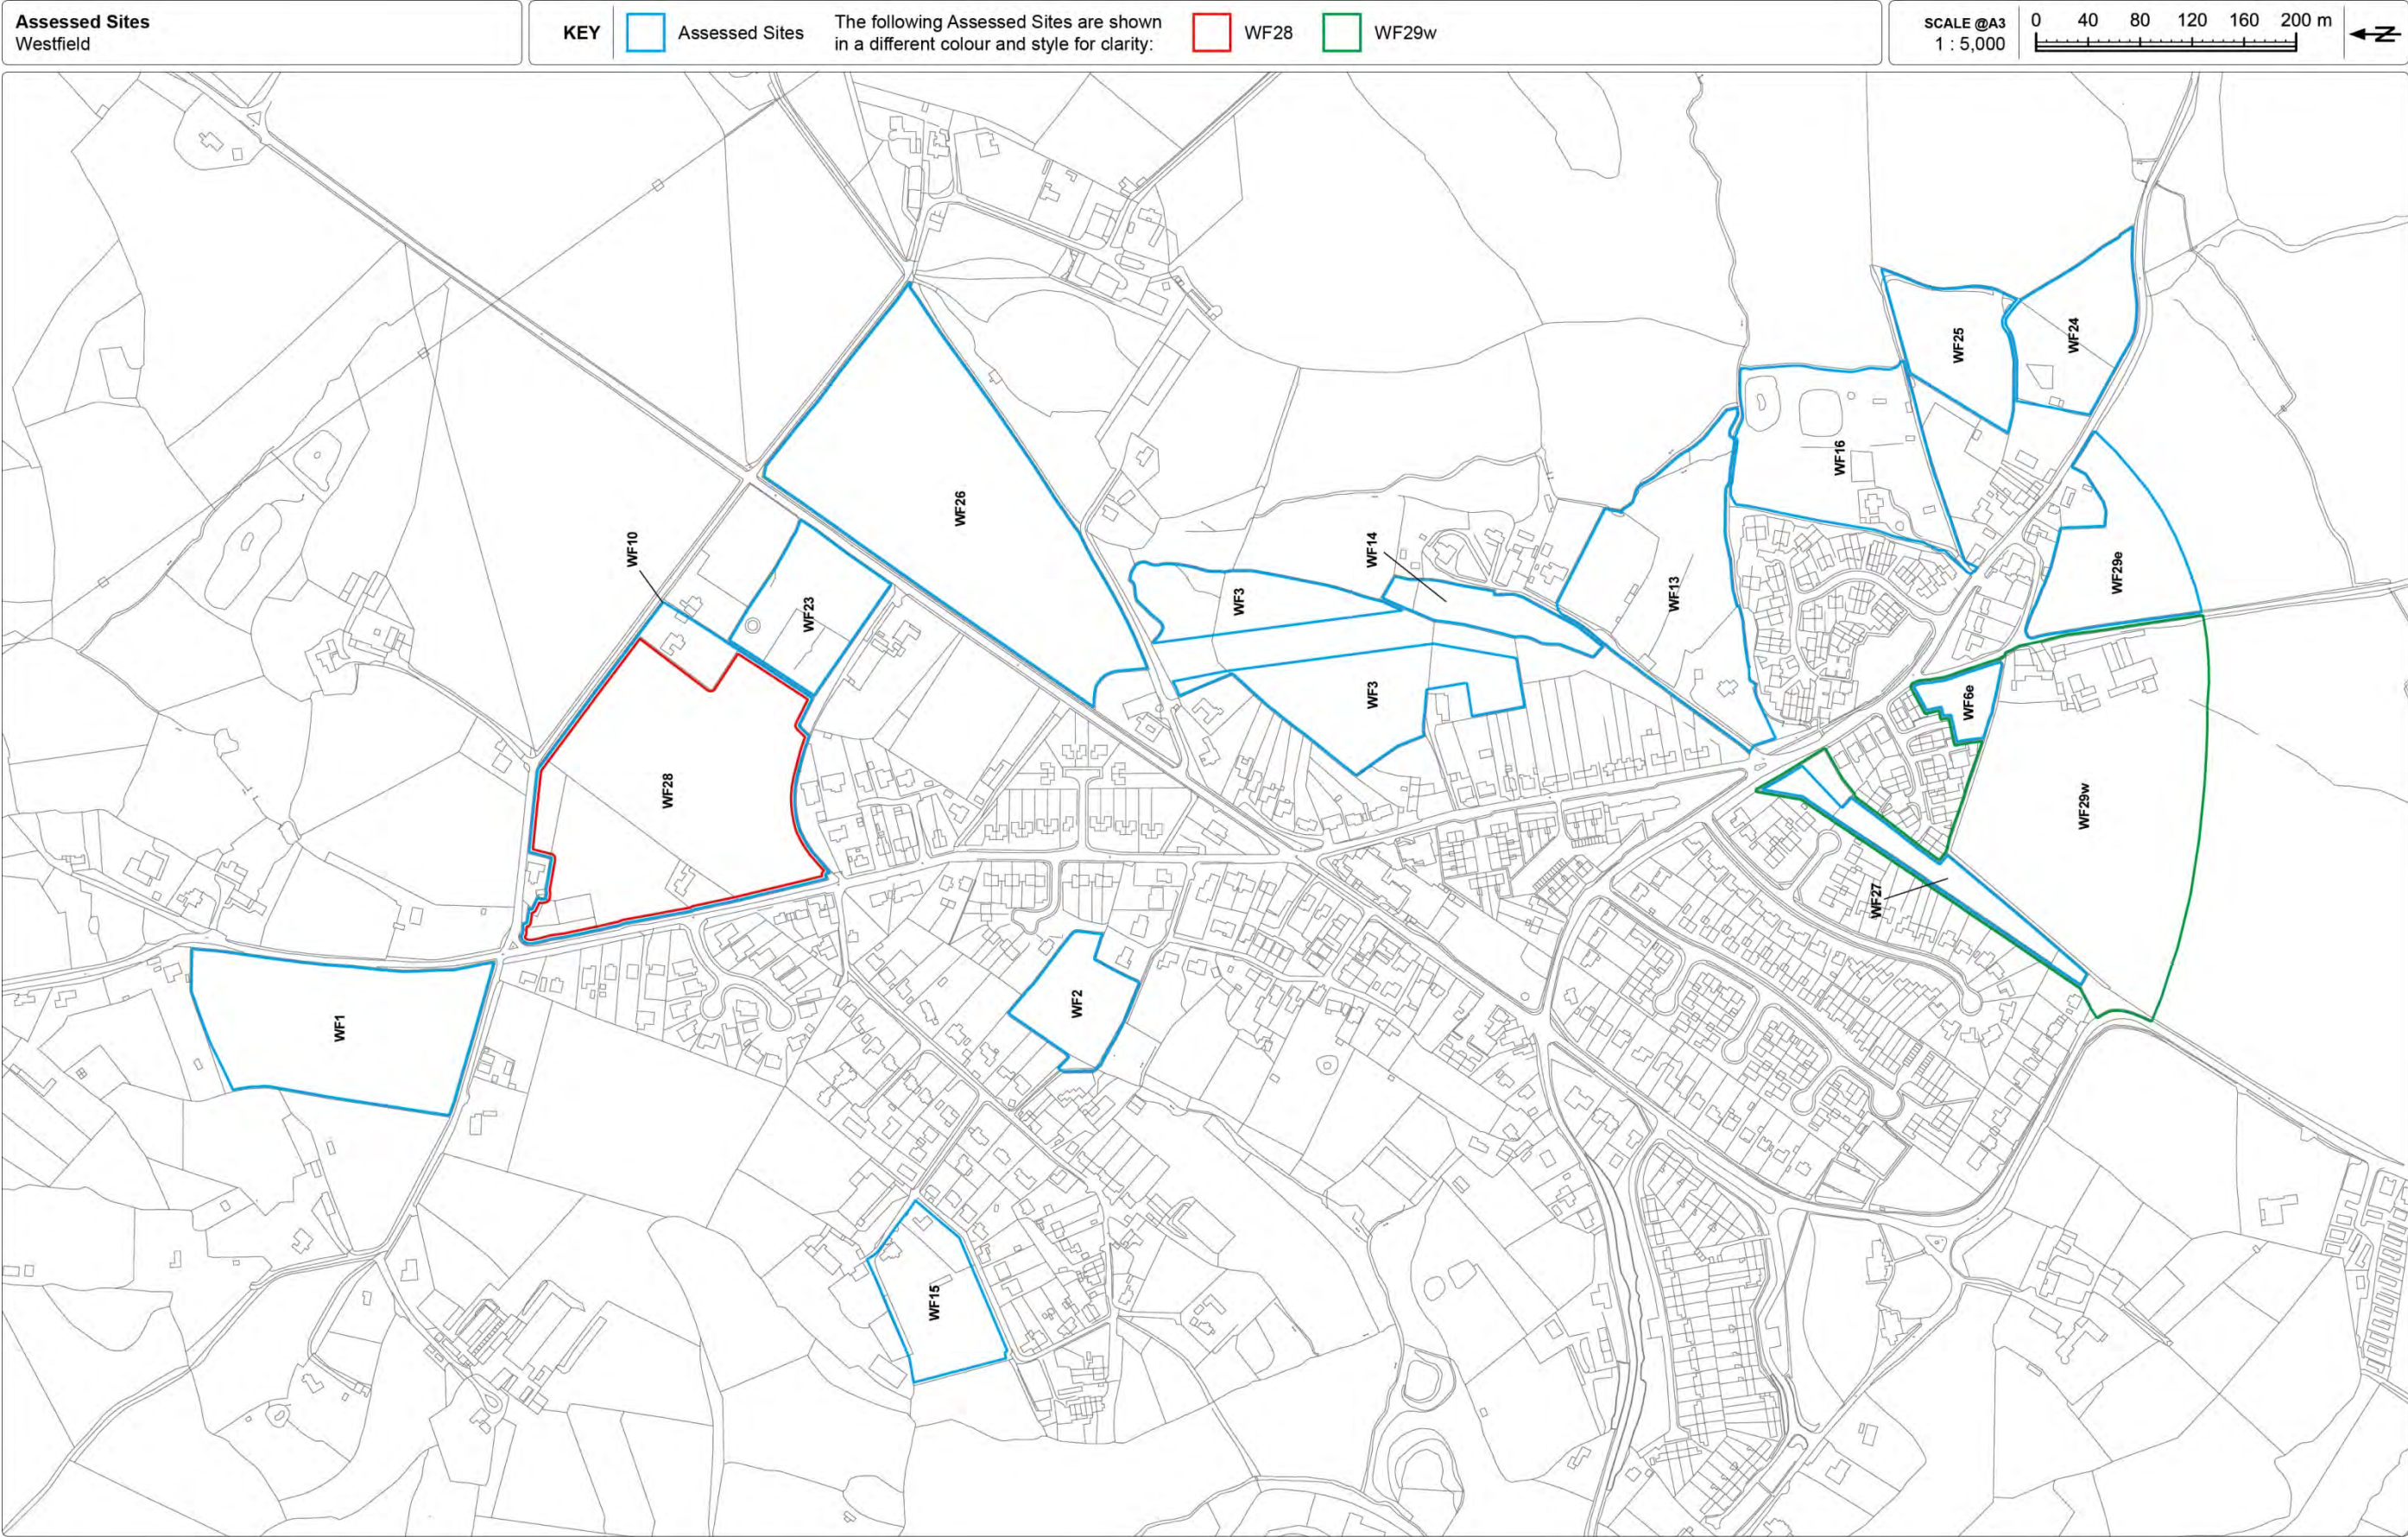 Assessed Sites
Westfield
KEY
Assessed Sites
The following Assessed Sites are shown
in a different colour and style for clarity:
WF28
WF29w
SCALE @A3
1 : 5,000
0 40 80 120 160 200 m
N
WF25
WF24
WF16
WF26
WF10
WF14
WF29e
WF13
WF3
WF23
WF3
WF6e
WF28
WF29w
WF27
WF2
WF1
WF15